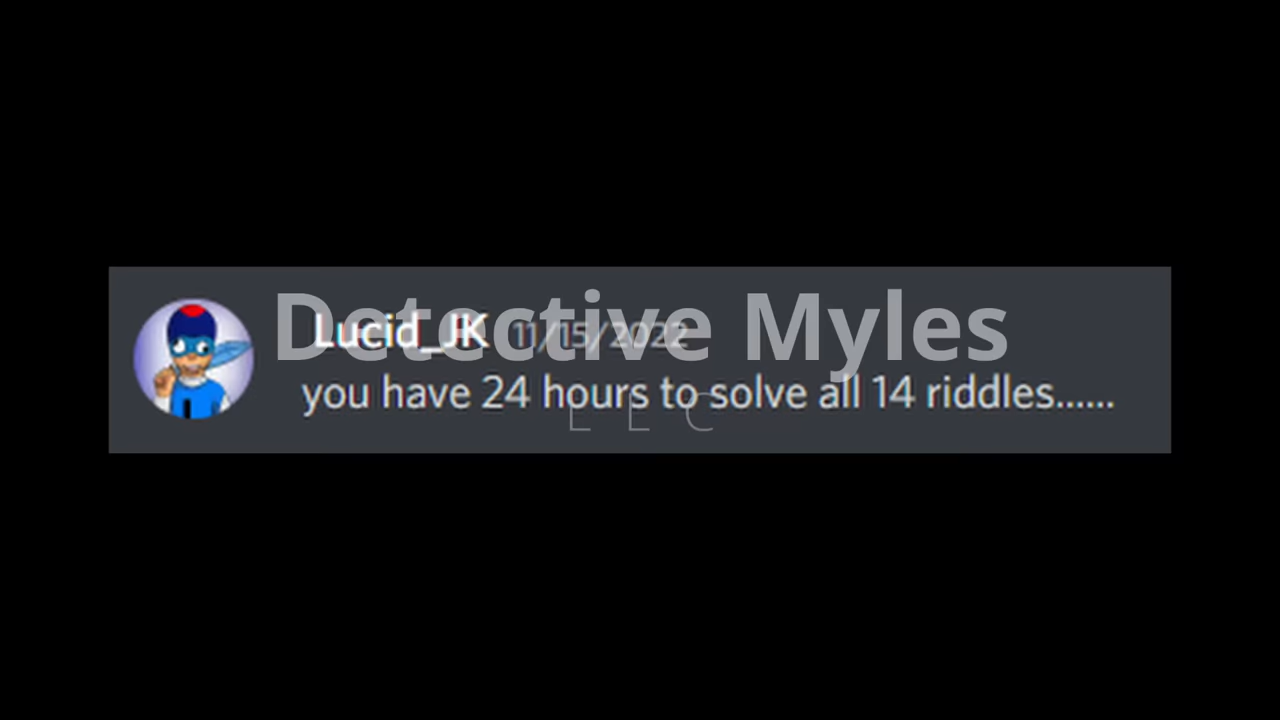 Detective Myles
Lucid_JK 11/15/2022
you have 24 hours to solve all 14 riddles......
L E C